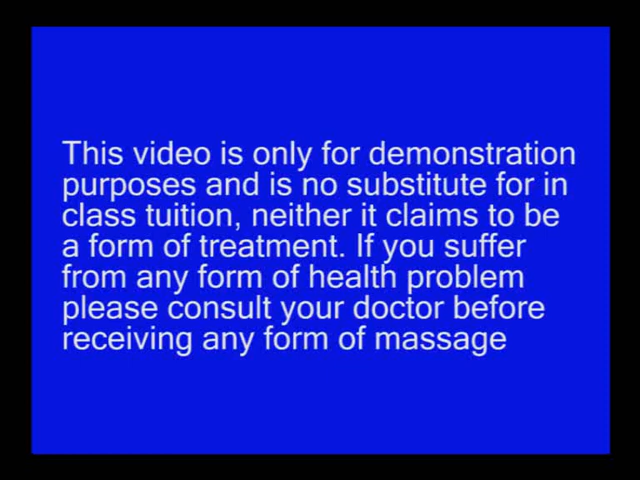 This video is only for demonstration
purposes and is no substitute for in
class tuition, neither it claims to be
a form of treatment. If you suffer
from any form of health problem
please consult your doctor before
receiving any form of massage